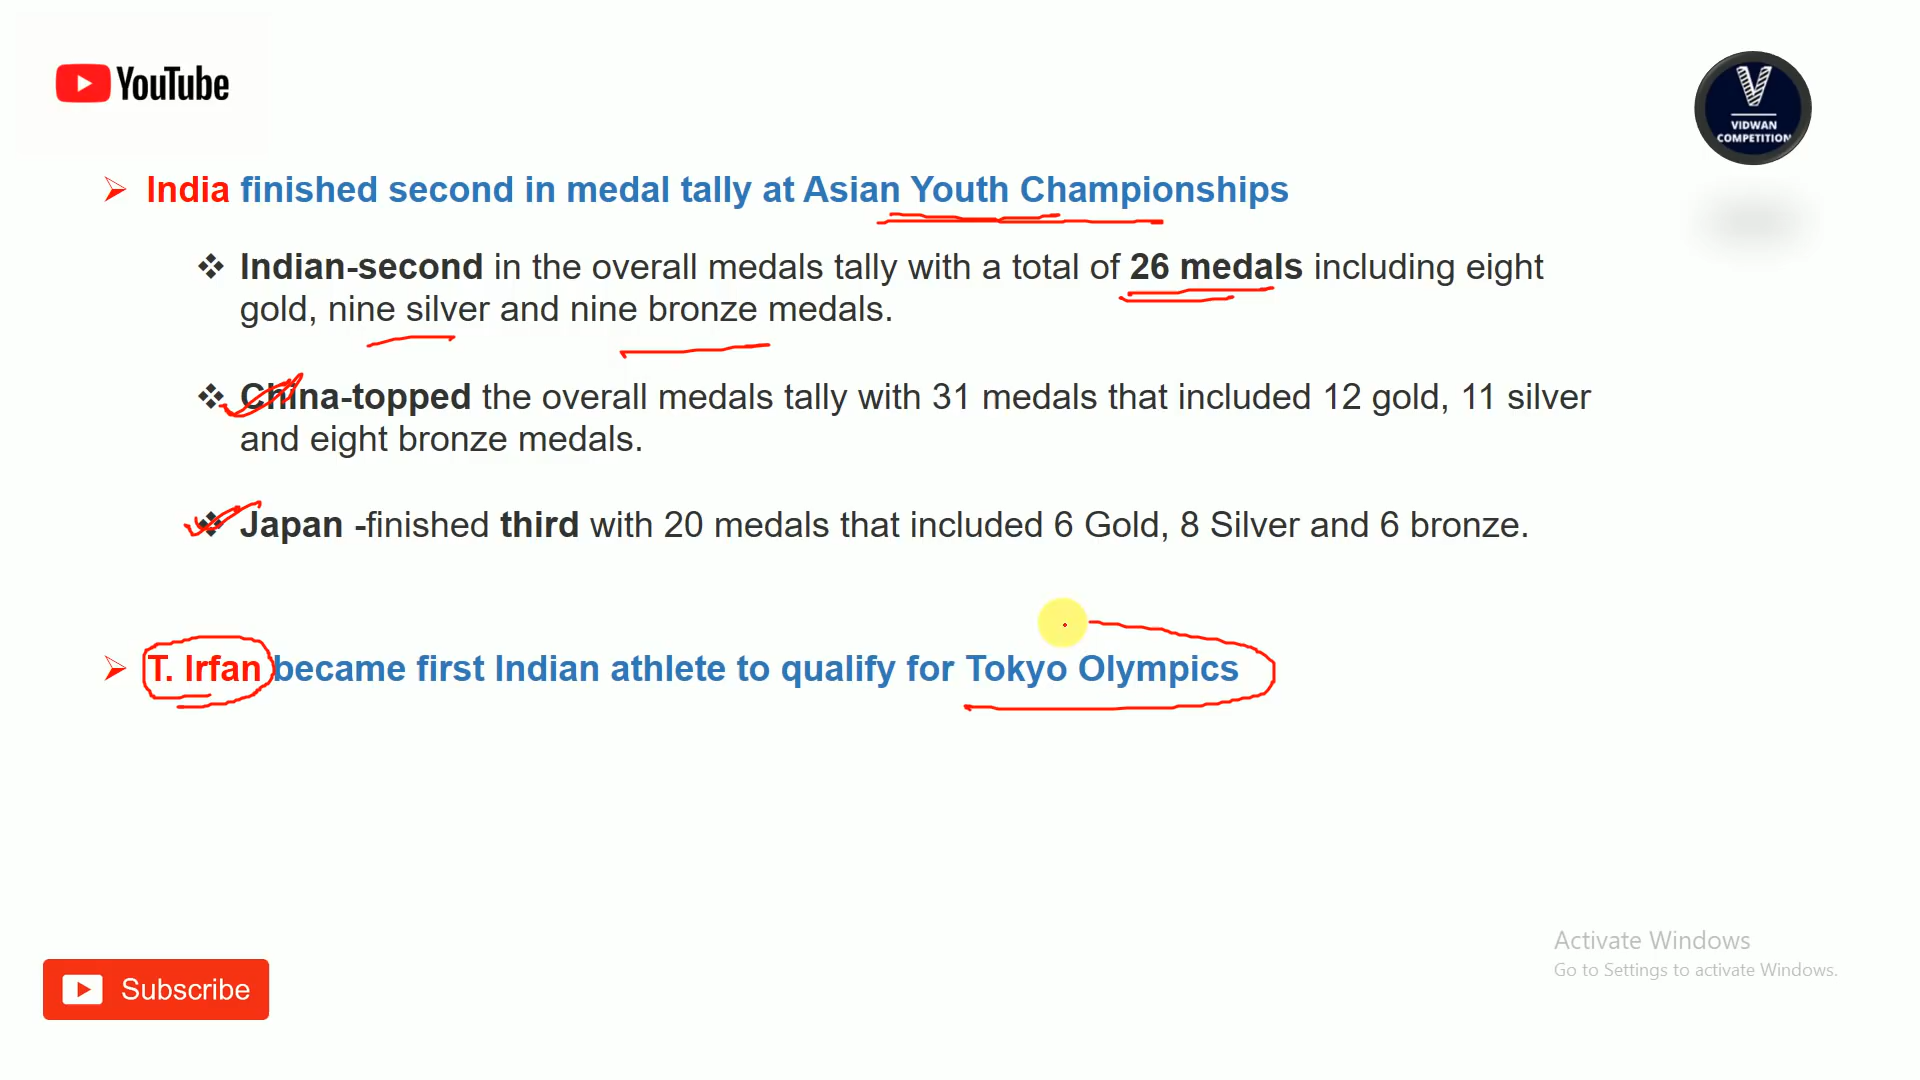 YouTube
VIDWAN
COMPETITION
India finished second in medal tally at Asian Youth Championships
Indian-second in the overall medals tally with a total of 26 medals including eight
gold, nine silver and nine bronze medals.
China-topped the overall medals tally with 31 medals that included 12 gold, 11 silver
and eight bronze medals.
Japan -finished third with 20 medals that included 6 Gold, 8 Silver and 6 bronze.
T. Irfan became first Indian athlete to qualify for Tokyo Olympics
Activate Windows
Go to Settings to activate Windows.
Subscribe